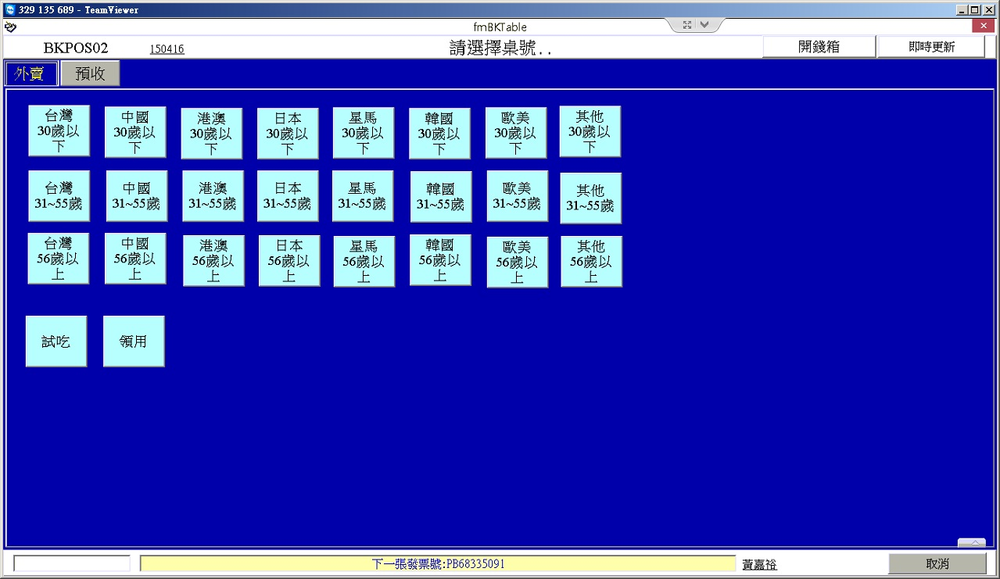 329 135 689 - TeamViewer
fmBKTable
BKPOS02 150416 請選擇桌號.. 開錢箱 即時更新
外賣 預收
台灣
30歲以
下
中國
30歲以
下
港澳
30歲以
下
日本
30歲以
下
星馬
30歲以
下
韓國
30歲以
下
歐美
30歲以
下
其他
30歲以
下
台灣
31~55歲
中國
31~55歲
港澳
31~55歲
日本
31~55歲
星馬
31~55歲
韓國
31~55歲
歐美
31~55歲
其他
31~55歲
台灣
56歲以
上
中國
56歲以
上
港澳
56歲以
上
日本
56歲以
上
星馬
56歲以
上
韓國
56歲以
上
歐美
56歲以
上
其他
56歲以
上
試吃
領用
下一張發票號:PB68335091 黃嘉裕 取消